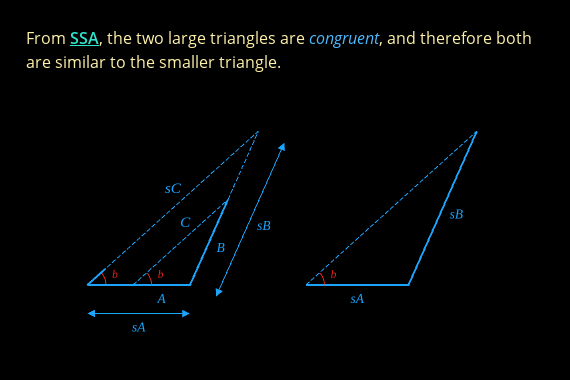 From SSA, the two large triangles are congruent, and therefore both
are similar to the smaller triangle.
sC
C
sB
sB
B
b
b
b
A
sA
sA